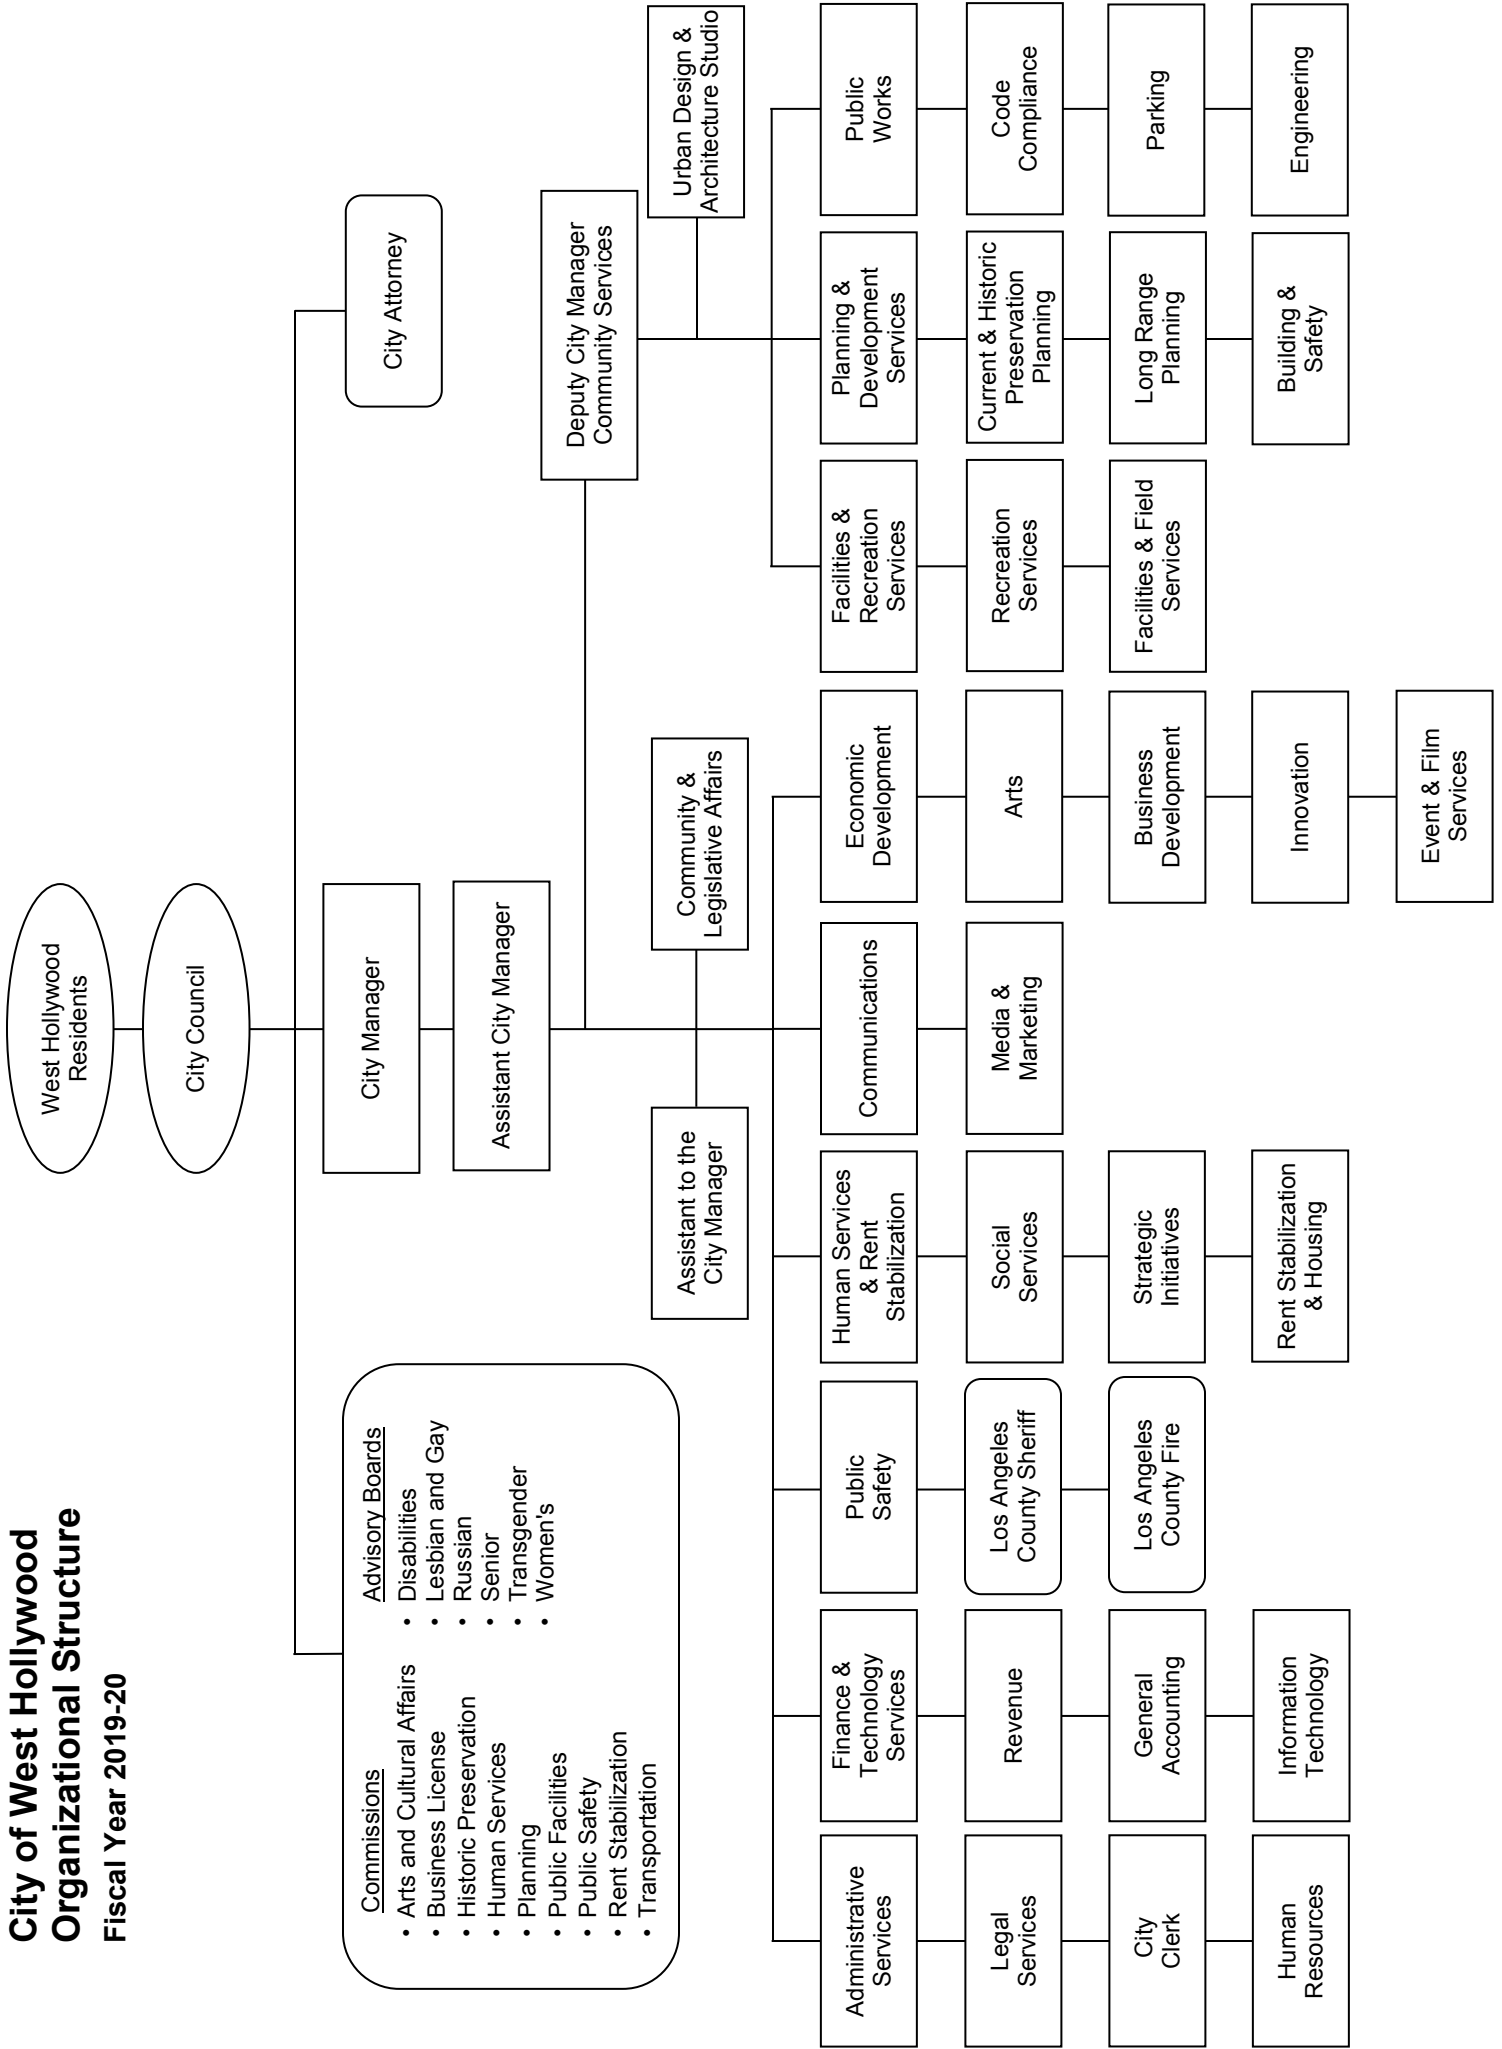 City of West Hollywood
Organizational Structure
Fiscal Year 2019-20
West Hollywood
Residents
City Council
City Manager
City Attorney
Assistant City Manager
Commissions
• Arts and Cultural Affairs
• Business License
• Historic Preservation
• Human Services
• Planning
• Public Facilities
• Public Safety
• Rent Stabilization
• Transportation
Advisory Boards
• Disabilities
• Lesbian and Gay
• Russian
• Senior
• Transgender
• Women's
Deputy City Manager
Community Services
Assistant to the
City Manager
Community &
Legislative Affairs
Urban Design &
Architecture Studio
Administrative
Services
Legal
Services
City
Clerk
Human
Resources
Finance &
Technology
Services
Revenue
General
Accounting
Information
Technology
Public
Safety
Los Angeles
County Sheriff
Los Angeles
County Fire
Human Services
& Rent
Stabilization
Social
Services
Strategic
Initiatives
Rent Stabilization
& Housing
Communications
Media &
Marketing
Economic
Development
Arts
Business
Development
Innovation
Event & Film
Services
Facilities &
Recreation
Services
Recreation
Services
Facilities & Field
Services
Planning &
Development
Services
Current & Historic
Preservation
Planning
Long Range
Planning
Building &
Safety
Public
Works
Code
Compliance
Parking
Engineering